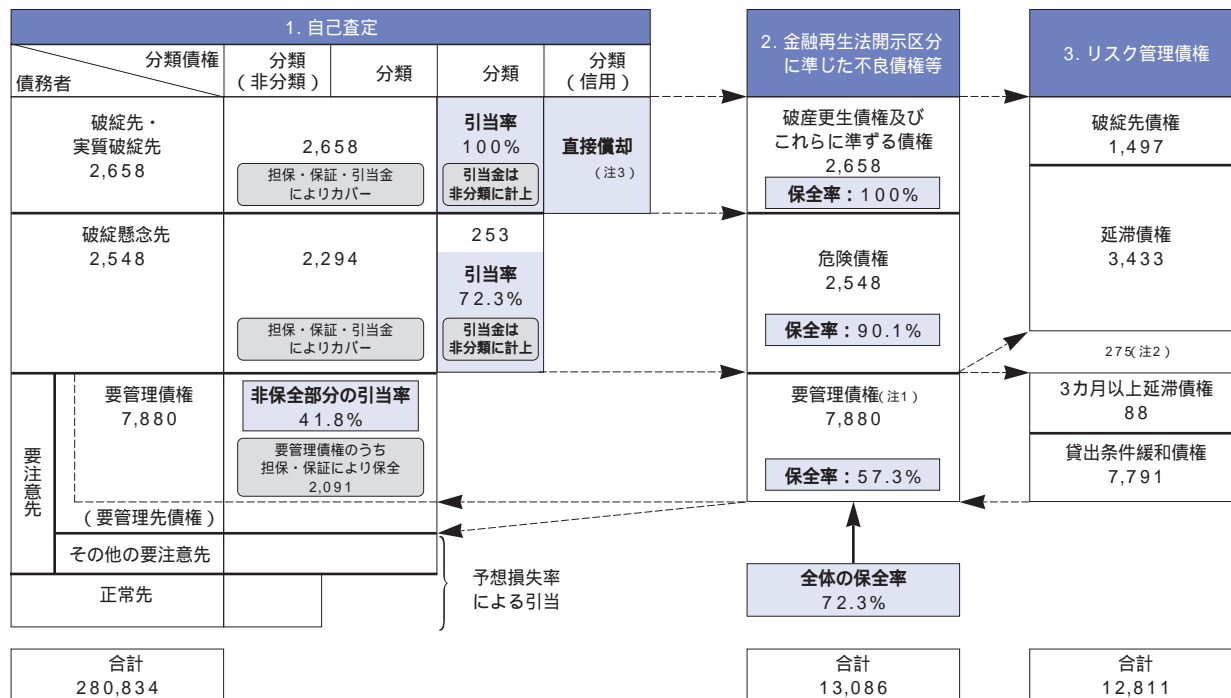 1. 自己査定
分類債権
債務者
分類
(非分類)
分類
分類
分類
(信用)
破綻先・
実質破綻先
2,658
2,658
担保・保証・引当金
によりカバー
引当率
100%
引当金は
非分類に計上
直接償却
(注3)
破綻懸念先
2,548
2,294
担保・保証・引当金
によりカバー
253
引当率
72.3%
引当金は
非分類に計上
要注意先
要管理債権
7,880
非保全部分の引当率
41.8%
要管理債権のうち
担保・保証により保全
2,091
(要管理先債権)
その他の要注意先
正常先
予想損失率
による引当
合計
280,834
2. 金融再生法開示区分
に準じた不良債権等
破産更生債権及び
これらに準ずる債権
2,658
保全率:100%
危険債権
2,548
保全率:90.1%
要管理債権(注1)
7,880
保全率:57.3%
全体の保全率
72.3%
合計
13,086
3. リスク管理債権
破綻先債権
1,497
延滞債権
3,433
275(注2)
3カ月以上延滞債権
88
貸出条件緩和債権
7,791
合計
12,811